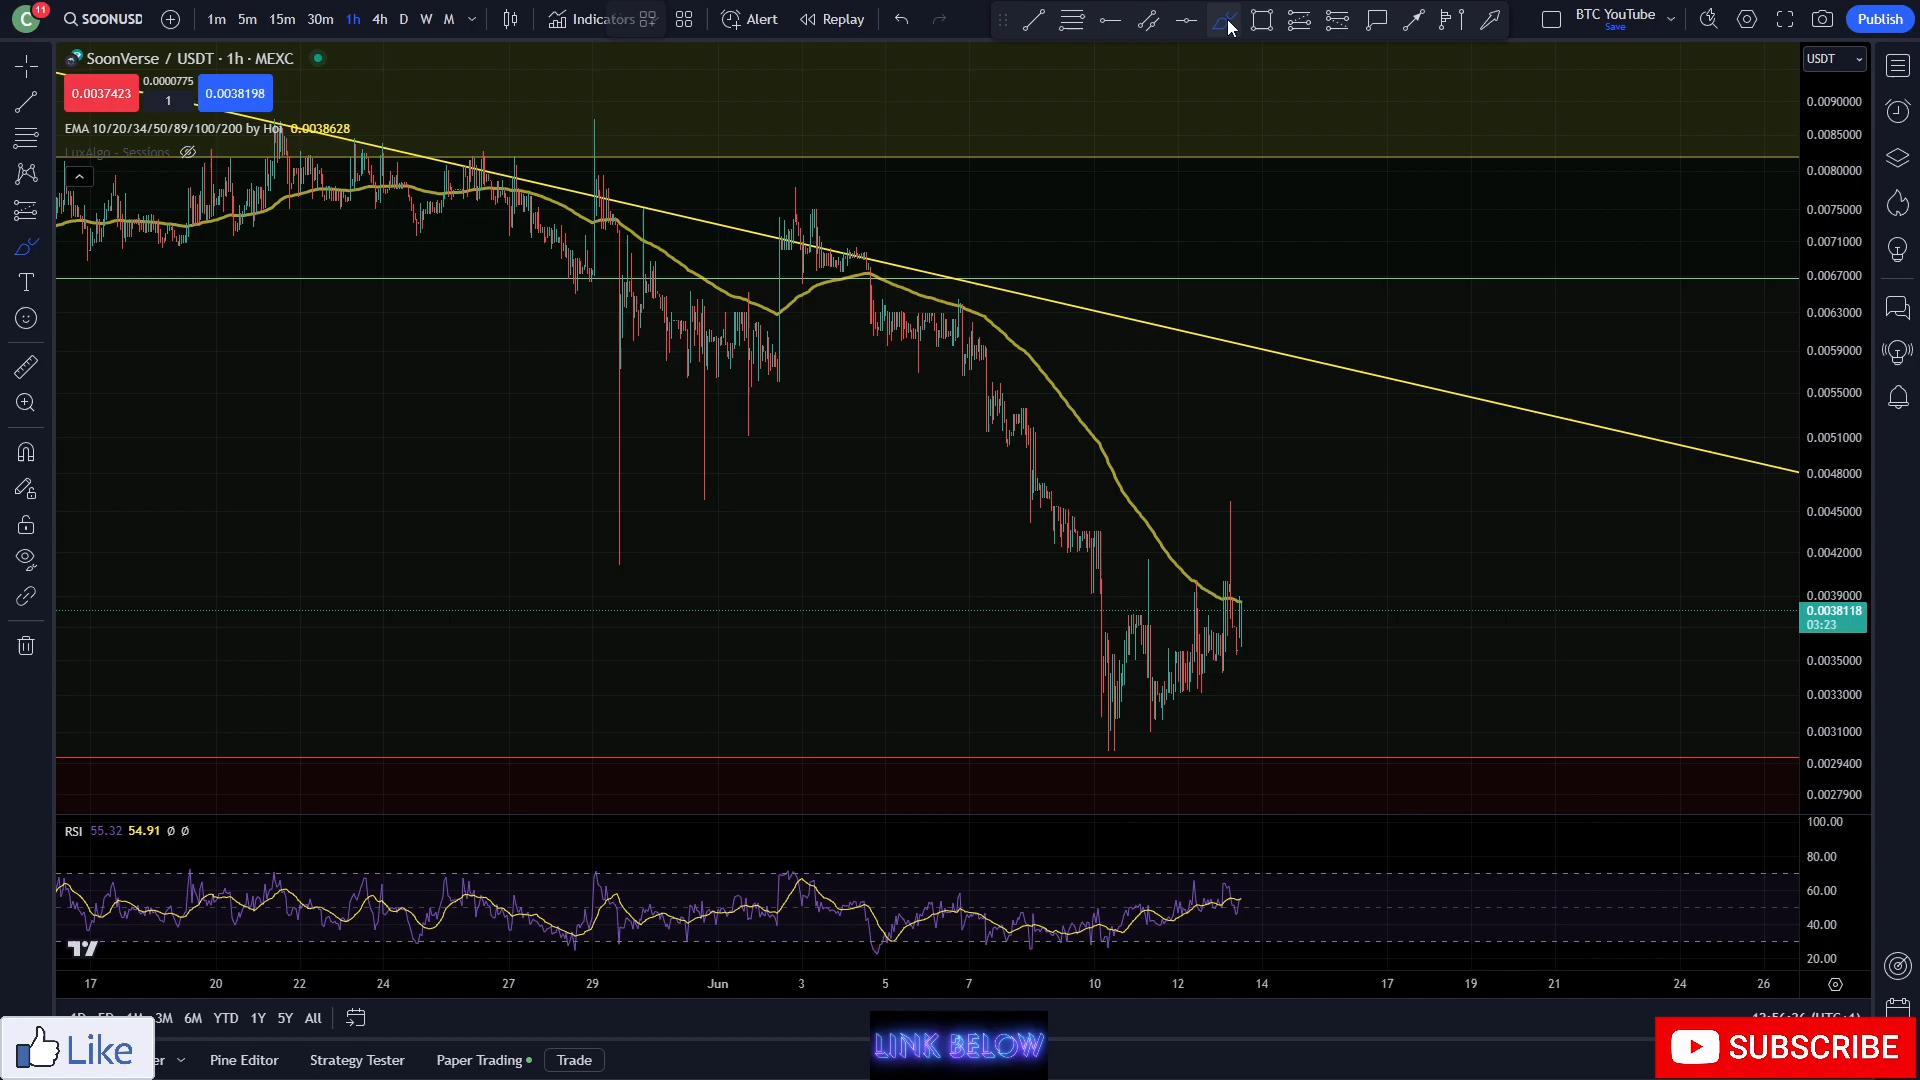 C 11 SOONUSD 1m 5m 15m 30m 1h 4h D W M Indicators Alert Replay BTC YouTube Save Publish
SoonVerse / USDT · 1h · MEXC
0.0037423 0.0000775 1 0.0038198
EMA 10/20/34/50/89/100/200 by Hoi 0.0038628
LuxAlgo - Sessions
USDT
0.0090000
0.0085000
0.0080000
0.0075000
0.0071000
0.0067000
0.0063000
0.0059000
0.0055000
0.0051000
0.0048000
0.0045000
0.0042000
0.0039000
0.0038118
03:23
0.0035000
0.0033000
0.0031000
0.0029400
0.0027900
RSI 55.32 54.91 Ø Ø
100.00
80.00
60.00
40.00
20.00
17 20 22 24 27 29 Jun 3 5 7 10 12 14 17 19 21 24 26
3M 6M YTD 1Y 5Y All
Like
er Pine Editor Strategy Tester Paper Trading Trade
LINK BELOW
SUBSCRIBE